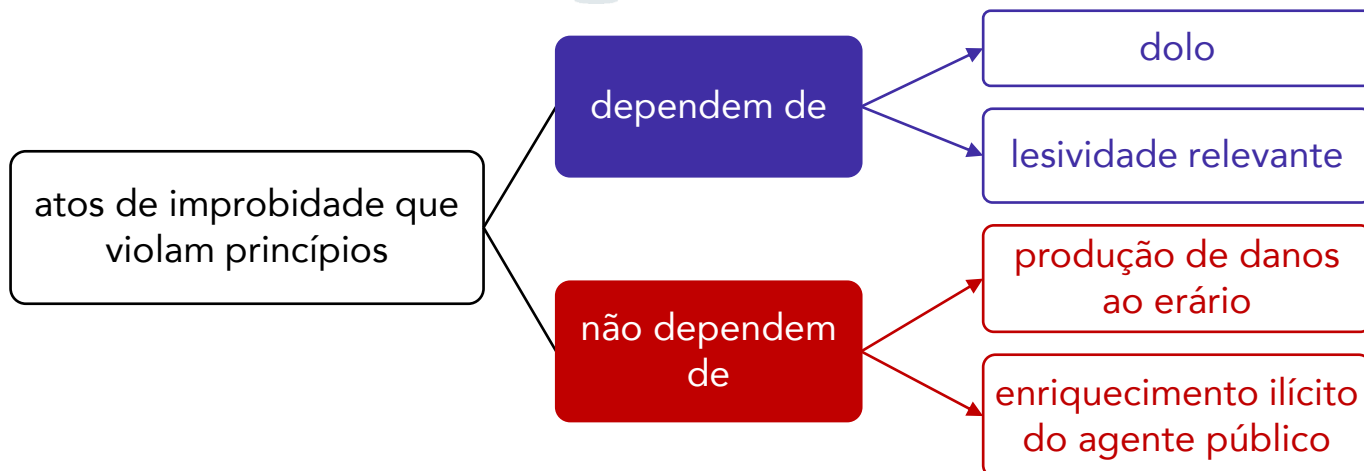 atos de improbidade que
violam princípios
dependem de
dolo
lesividade relevante
não dependem
de
produção de danos
ao erário
enriquecimento ilícito
do agente público